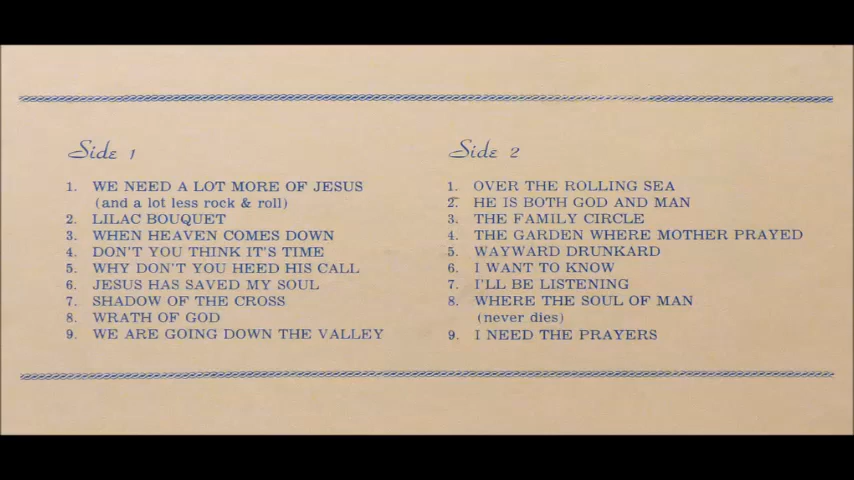 Side 1
1. WE NEED A LOT MORE OF JESUS
(and a lot less rock & roll)
2. LILAC BOUQUET
3. WHEN HEAVEN COMES DOWN
4. DON'T YOU THINK IT'S TIME
5. WHY DON'T YOU HEED HIS CALL
6. JESUS HAS SAVED MY SOUL
7. SHADOW OF THE CROSS
8. WRATH OF GOD
9. WE ARE GOING DOWN THE VALLEY
Side 2
1. OVER THE ROLLING SEA
2. HE IS BOTH GOD AND MAN
3. THE FAMILY CIRCLE
4. THE GARDEN WHERE MOTHER PRAYED
5. WAYWARD DRUNKARD
6. I WANT TO KNOW
7. I'LL BE LISTENING
8. WHERE THE SOUL OF MAN
(never dies)
9. I NEED THE PRAYERS